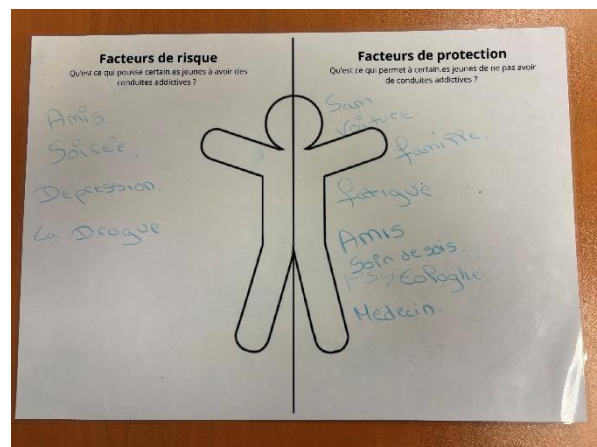 Facteurs de risque
Qu'est ce qui pousse certain.es jeunes à avoir des
conduites addictives ?
Amis
Soirée
Depression
La Drogue
Facteurs de protection
Qu'est ce qui permet à certain.es jeunes de ne pas avoir
de conduites addictives ?
Sam
voiture
famille.
fatigue
Amis
Soin de sois.
Medecin.